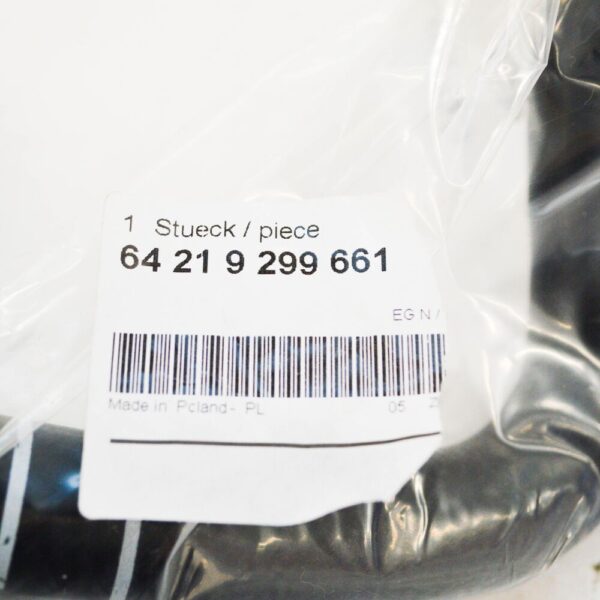 1 Stueck / piece
64 21 9 299 661
EG N /
Made in Poland - PL 05